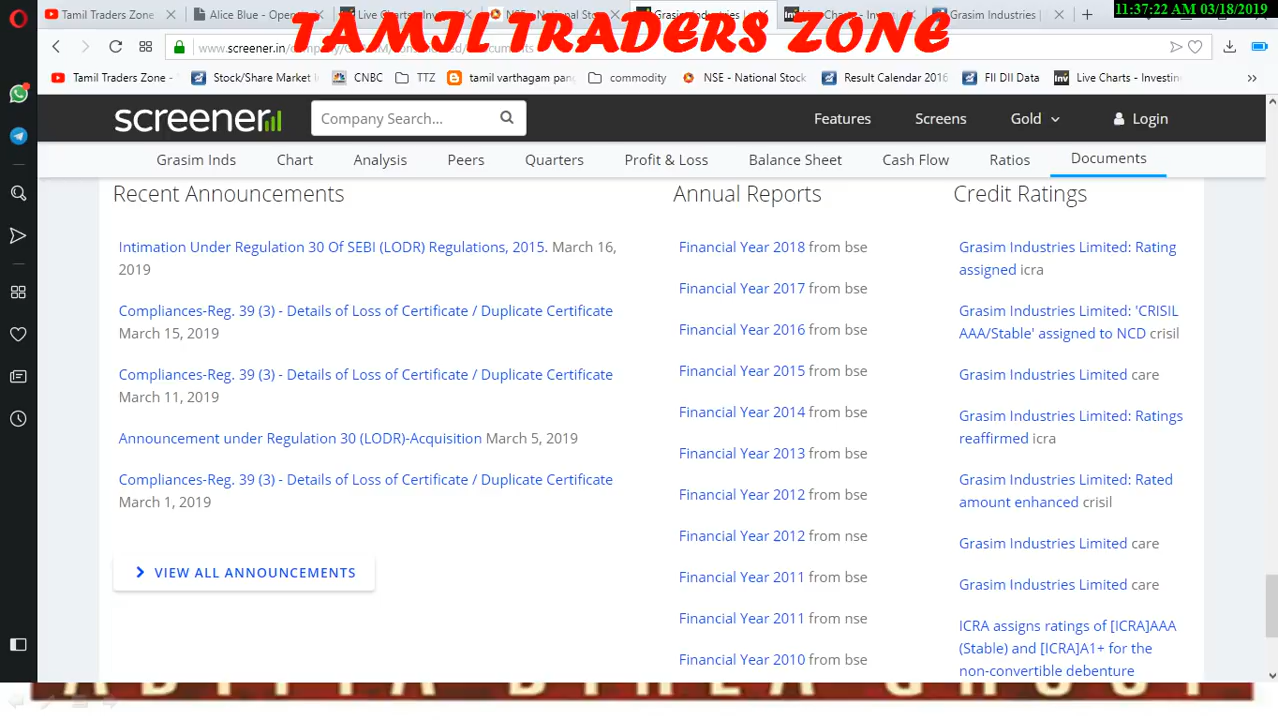 11:37:22 AM 03/18/2019
Tamil Traders Zone
Alice Blue - Open
Live Charts
NSE - National Sto
Grasim Industries L
Live Charts - Inves
Grasim Industries
TAMIL TRADERS ZONE
www.screener.in
Tamil Traders Zone -
Stock/Share Market
CNBC
TTZ
tamil varthagam pan
commodity
NSE - National Stock
Result Calendar 2016
FII DII Data
Live Charts - Investin
screener
Company Search...
Features
Screens
Gold
Login
Grasim Inds
Chart
Analysis
Peers
Quarters
Profit & Loss
Balance Sheet
Cash Flow
Ratios
Documents
Recent Announcements
Intimation Under Regulation 30 Of SEBI (LODR) Regulations, 2015. March 16,
2019
Compliances-Reg. 39 (3) - Details of Loss of Certificate / Duplicate Certificate
March 15, 2019
Compliances-Reg. 39 (3) - Details of Loss of Certificate / Duplicate Certificate
March 11, 2019
Announcement under Regulation 30 (LODR)-Acquisition March 5, 2019
Compliances-Reg. 39 (3) - Details of Loss of Certificate / Duplicate Certificate
March 1, 2019
VIEW ALL ANNOUNCEMENTS
Annual Reports
Financial Year 2018 from bse
Financial Year 2017 from bse
Financial Year 2016 from bse
Financial Year 2015 from bse
Financial Year 2014 from bse
Financial Year 2013 from bse
Financial Year 2012 from bse
Financial Year 2012 from nse
Financial Year 2011 from bse
Financial Year 2011 from nse
Financial Year 2010 from bse
Credit Ratings
Grasim Industries Limited: Rating
assigned icra
Grasim Industries Limited: 'CRISIL
AAA/Stable' assigned to NCD crisil
Grasim Industries Limited care
Grasim Industries Limited: Ratings
reaffirmed icra
Grasim Industries Limited: Rated
amount enhanced crisil
Grasim Industries Limited care
Grasim Industries Limited care
ICRA assigns ratings of [ICRA]AAA
(Stable) and [ICRA]A1+ for the
non-convertible debenture
ADITYA BIRLA GROUP